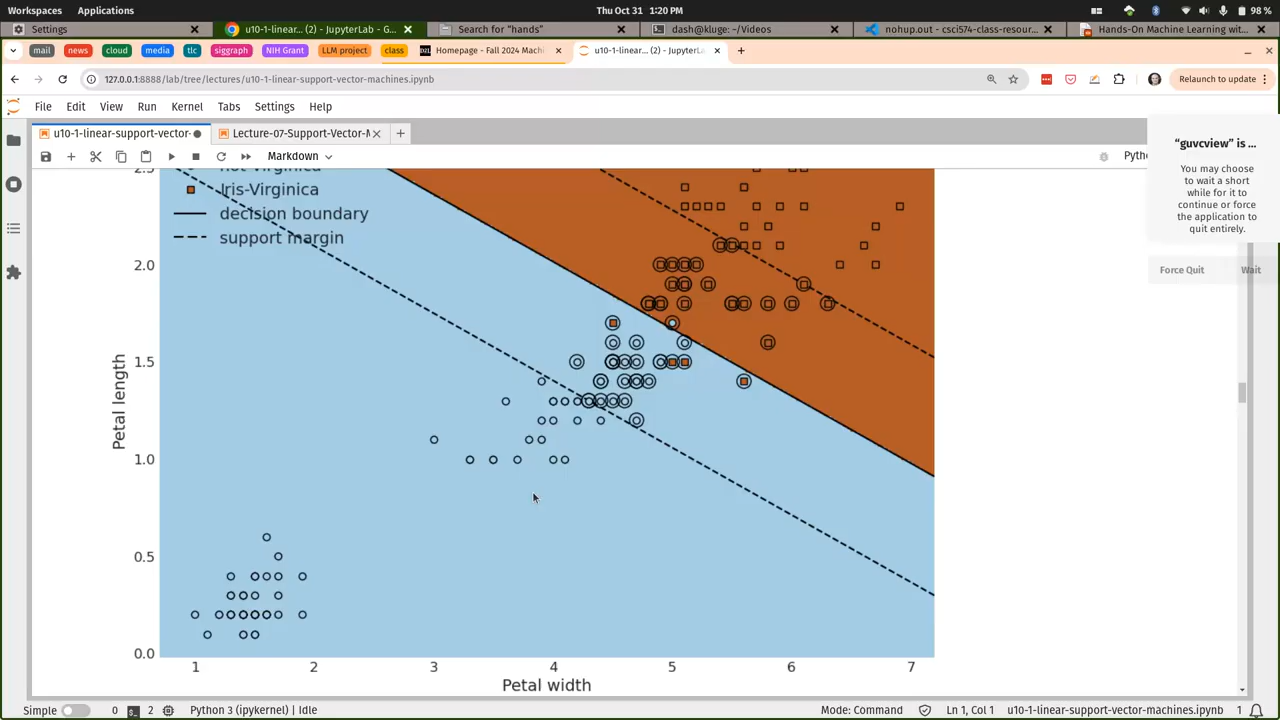 Workspaces Applications Thu Oct 31 1:20 PM 98 %
Settings u10-1-linear... (2) - JupyterLab - G... Search for "hands" dash@kluge: ~/Videos nohup.out - csci574-class-resour... Hands-On Machine Learning wit...
mail news cloud media tlc siggraph NIH Grant LLM project class Homepage - Fall 2024 Machi u10-1-linear... (2) - JupyterLa
127.0.0.1:8888/lab/tree/lectures/u10-1-linear-support-vector-machines.ipynb Relaunch to update
File Edit View Run Kernel Tabs Settings Help
u10-1-linear-support-vector- Lecture-07-Support-Vector-M
Markdown Pytho
"guvcview" is ...
You may choose
to wait a short
while for it to
continue or force
the application to
quit entirely.
Force Quit Wait
2.5 not Virginica
Iris-Virginica
decision boundary
support margin
2.0
1.5
1.0
0.5
0.0
Petal length
1 2 3 4 5 6 7
Petal width
Simple 0 2 Python 3 (ipykernel) | Idle Mode: Command Ln 1, Col 1 u10-1-linear-support-vector-machines.ipynb 1